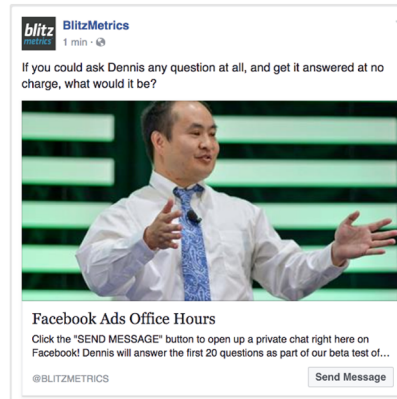 blitz
metrics
BlitzMetrics
1 min ·
If you could ask Dennis any question at all, and get it answered at no
charge, what would it be?
Facebook Ads Office Hours
Click the "SEND MESSAGE" button to open up a private chat right here on
Facebook! Dennis will answer the first 20 questions as part of our beta test of...
@BLITZMETRICS
Send Message